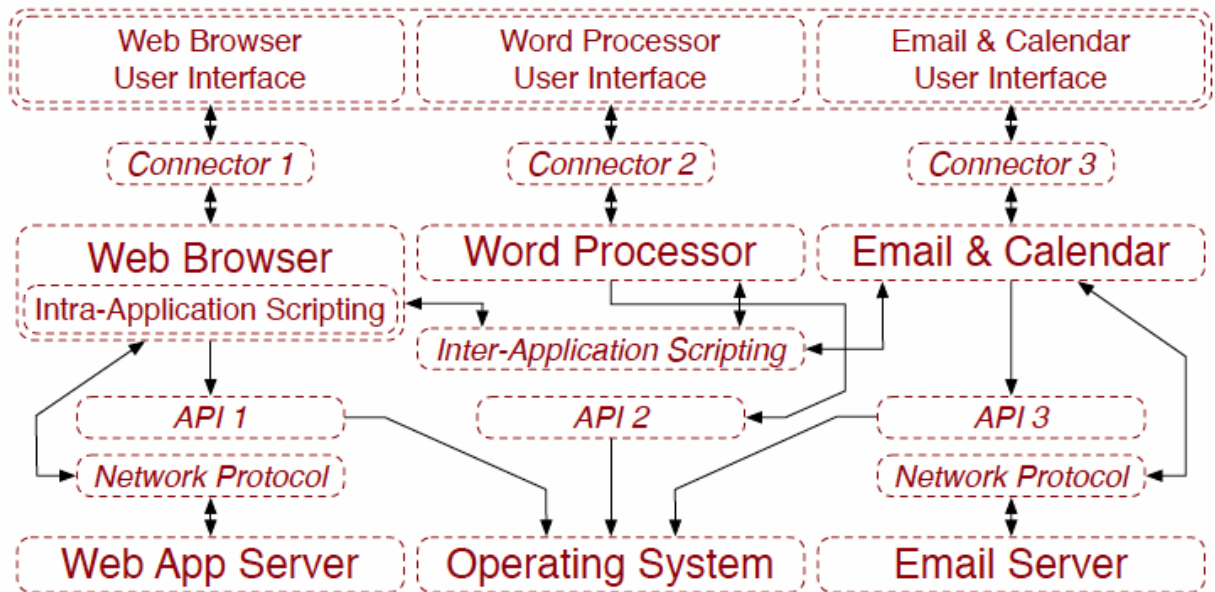 Web Browser
User Interface
Word Processor
User Interface
Email & Calendar
User Interface
Connector 1
Connector 2
Connector 3
Web Browser
Intra-Application Scripting
Word Processor
Email & Calendar
Inter-Application Scripting
API 1
API 2
API 3
Network Protocol
Network Protocol
Web App Server
Operating System
Email Server